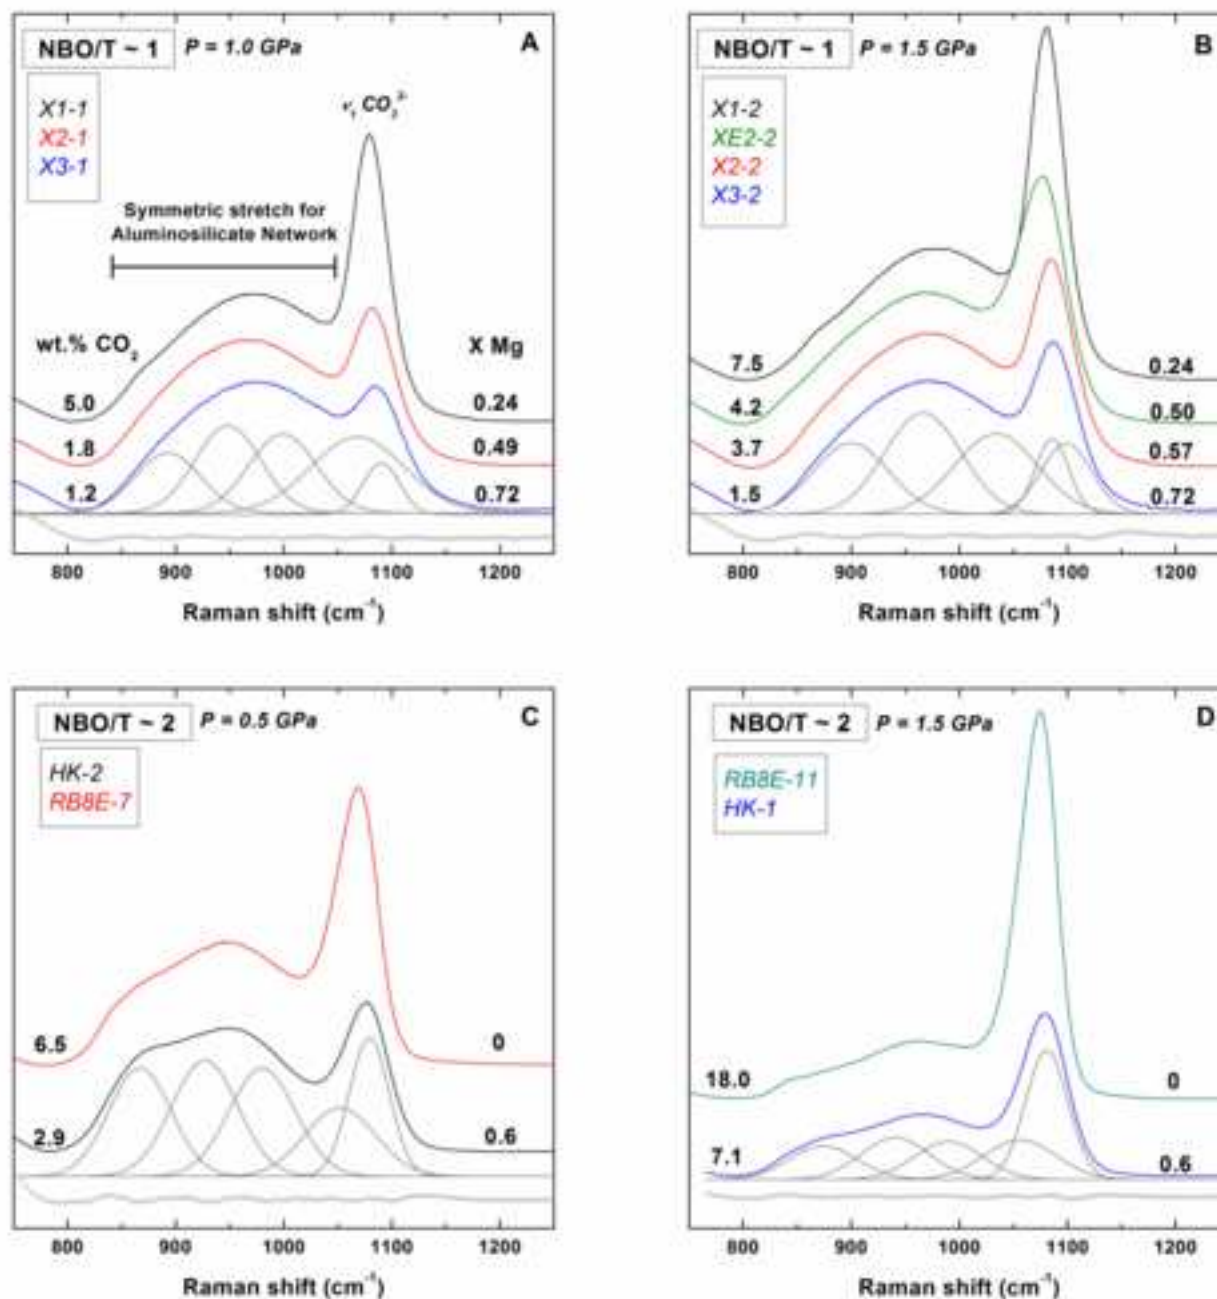 NBO/T ~ 1 P = 1.0 GPa A
X1-1
X2-1
X3-1
ν₁ CO₃²⁻
Symmetric stretch for
Aluminosilicate Network
wt.% CO₂ X Mg
5.0 0.24
1.8 0.49
1.2 0.72
800 900 1000 1100 1200
Raman shift (cm⁻¹)
NBO/T ~ 1 P = 1.5 GPa B
X1-2
XE2-2
X2-2
X3-2
7.5 0.24
4.2 0.50
3.7 0.57
1.5 0.72
800 900 1000 1100 1200
Raman shift (cm⁻¹)
NBO/T ~ 2 P = 0.5 GPa C
HK-2
RB8E-7
6.5 0
2.9 0.6
800 900 1000 1100 1200
Raman shift (cm⁻¹)
NBO/T ~ 2 P = 1.5 GPa D
RB8E-11
HK-1
18.0 0
7.1 0.6
800 900 1000 1100 1200
Raman shift (cm⁻¹)